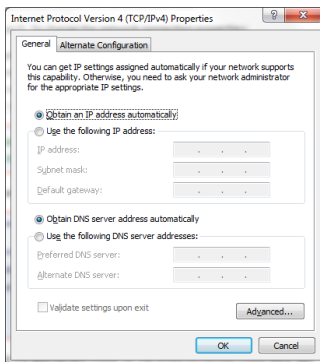 Internet Protocol Version 4 (TCP/IPv4) Properties
General
Alternate Configuration
You can get IP settings assigned automatically if your network supports
this capability. Otherwise, you need to ask your network administrator
for the appropriate IP settings.
Obtain an IP address automatically
Use the following IP address:
IP address:
Subnet mask:
Default gateway:
Obtain DNS server address automatically
Use the following DNS server addresses:
Preferred DNS server:
Alternate DNS server:
Validate settings upon exit
Advanced...
OK
Cancel